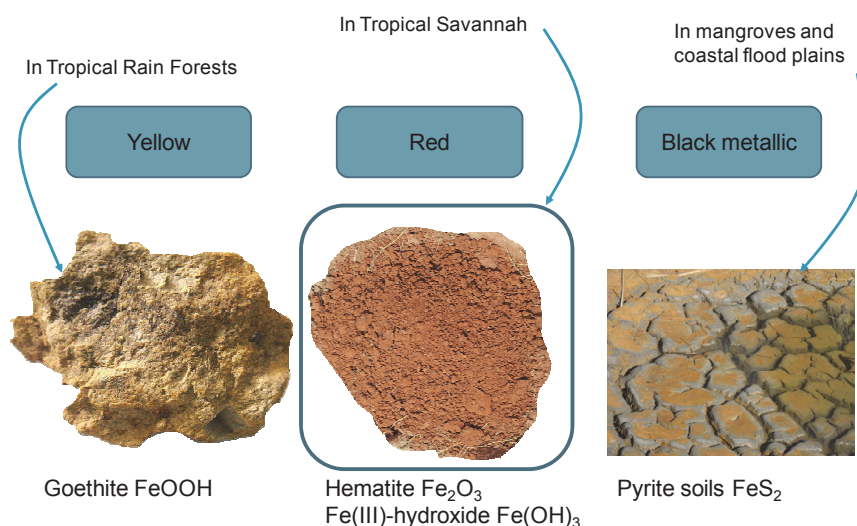 In Tropical Savannah
In mangroves and
coastal flood plains
In Tropical Rain Forests
Yellow
Red
Black metallic
Goethite FeOOH
Hematite Fe₂O₃
Fe(III)-hydroxide Fe(OH)₃
Pyrite soils FeS₂